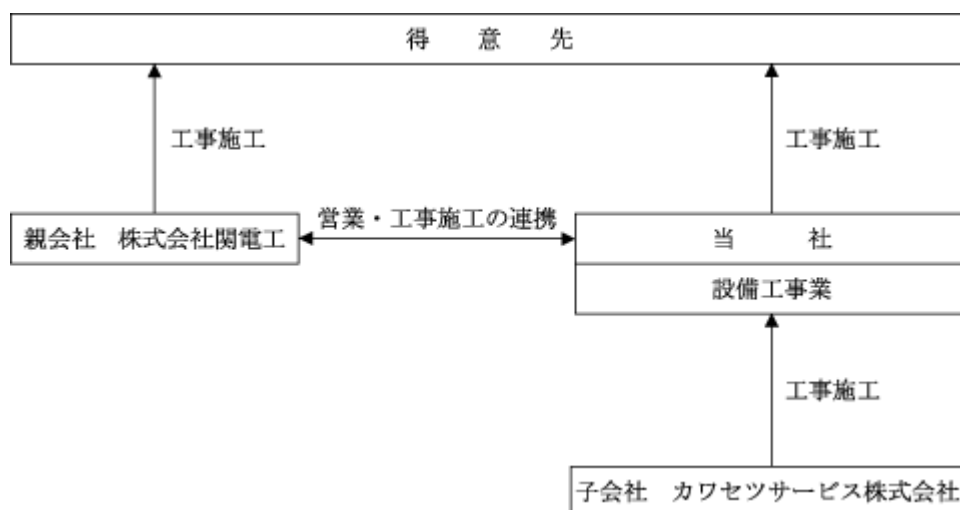 得　意　先
工事施工
工事施工
営業・工事施工の連携
親会社　株式会社関電工
当　社
設備工事業
工事施工
子会社　カワセツサービス株式会社